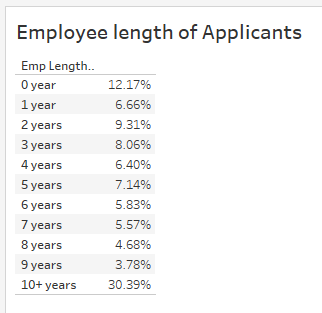 Employee length of Applicants
Emp Length..
0 year 12.17%
1 year 6.66%
2 years 9.31%
3 years 8.06%
4 years 6.40%
5 years 7.14%
6 years 5.83%
7 years 5.57%
8 years 4.68%
9 years 3.78%
10+ years 30.39%